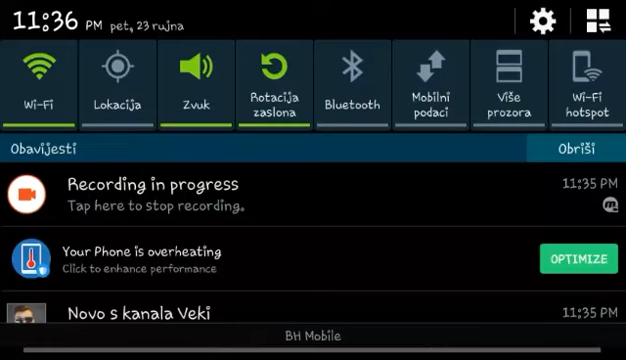 11:36 PM pet, 23 rujna
Wi-Fi
Lokacija
Zvuk
Rotacija zaslona
Bluetooth
Mobilni podaci
Više prozora
Wi-Fi hotspot
Obavijesti
Obriši
Recording in progress
11:35 PM
Tap here to stop recording.
Your Phone is overheating
Click to enhance performance
OPTIMIZE
Novo s kanala Veki
11:35 PM
BH Mobile